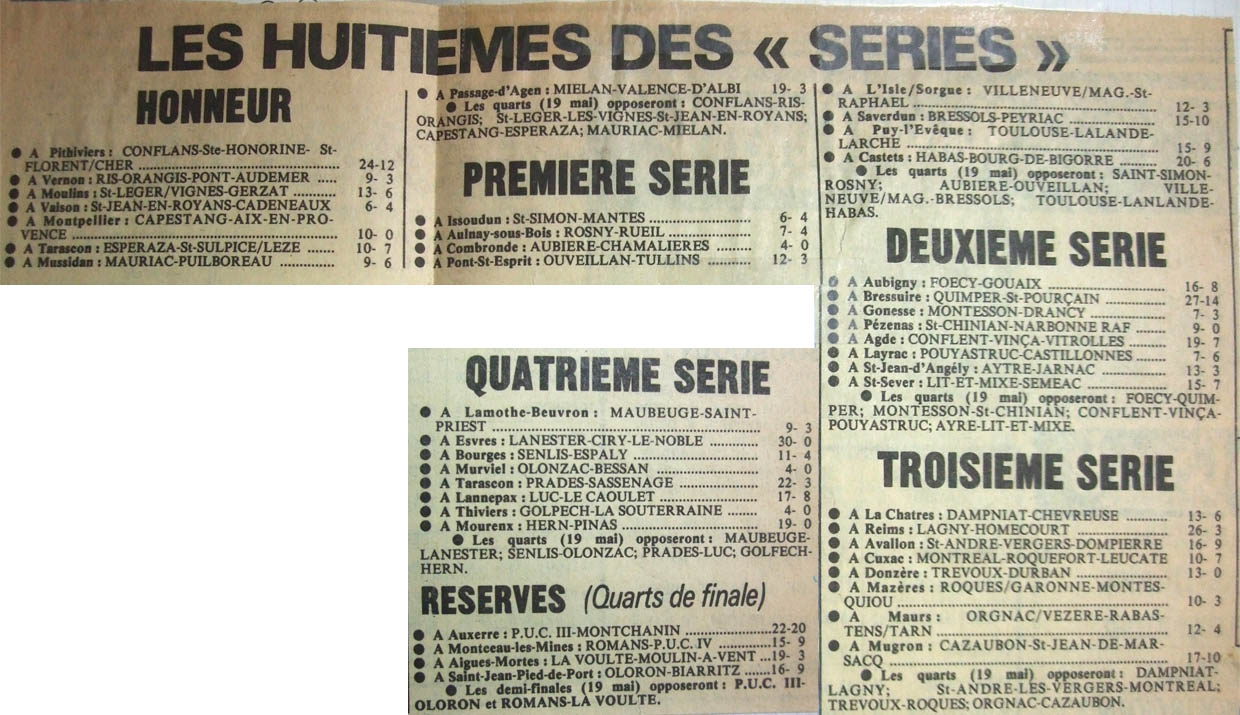 LES HUITIEMES DES « SERIES »
HONNEUR
● A Pithiviers : CONFLANS-Ste-HONORINE- St-
FLORENT/CHER .......... 24-12
● A Vernon : RIS-ORANGIS-PONT-AUDEMER ..... 9- 3
● A Moulins : St-LEGER/VIGNES-GERZAT .......... 13- 6
● A Vaison : St-JEAN-EN-ROYANS-CADENEAUX 6- 4
● A Montpellier : CAPESTANG-AIX-EN-PRO-
VENCE .......... 10- 0
● A Tarascon : ESPERAZA-St-SULPICE/LEZE ....... 10- 7
● A Mussidan : MAURIAC-PUILBOREAU .......... 9- 6
● A Passage-d'Agen : MIELAN-VALENCE-D'ALBI 19- 3
● Les quarts (19 mai) opposeront : CONFLANS-RIS-
ORANGIS; St-LEGER-LES-VIGNES-St-JEAN-EN-ROYANS;
CAPESTANG-ESPERAZA; MAURIAC-MIELAN.
PREMIERE SERIE
● A Issoudun : St-SIMON-MANTES .......... 6- 4
● A Aulnay-sous-Bois : ROSNY-RUEIL .......... 7- 4
● A Combronde : AUBIERE-CHAMALIERES .......... 4- 0
● A Pont-St-Esprit : OUVEILLAN-TULLINS .......... 12- 3
● A L'Isle/Sorgue : VILLENEUVE/MAG.-St-
RAPHAEL .......... 12- 3
● A Saverdun : BRESSOLS-PEYRIAC .......... 15-10
● A Puy-l'Evêque : TOULOUSE-LALANDE-
LARCHE .......... 15- 9
● A Castets : HABAS-BOURG-DE-BIGORRE .......... 20- 6
● Les quarts (19 mai) opposeront : SAINT-SIMON-
ROSNY; AUBIERE-OUVEILLAN; VILLE-
NEUVE/MAG.-BRESSOLS; TOULOUSE-LANLANDE-
HABAS.
DEUXIEME SERIE
● A Aubigny : FOECY-GOUAIX .......... 16- 8
● A Bressuire : QUIMPER-St-POURÇAIN .......... 27-14
● A Gonesse : MONTESSON-DRANCY .......... 7- 3
● A Pézenas : St-CHINIAN-NARBONNE RAF .......... 9- 0
● A Agde : CONFLENT-VINÇA-VITROLLES .......... 19- 7
● A Layrac : POUYASTRUC-CASTILLONNES .......... 7- 6
● A St-Jean-d'Angély : AYTRE-JARNAC .......... 13- 3
● A St-Sever : LIT-ET-MIXE-SEMEAC .......... 15- 7
● Les quarts (19 mai) opposeront : FOECY-QUIM-
PER; MONTESSON-St-CHINIAN; CONFLENT-VINÇA-
POUYASTRUC; AYRE-LIT-ET-MIXE.
TROISIEME SERIE
● A La Chatres : DAMPNIAT-CHEVREUSE .......... 13- 6
● A Reims : LAGNY-HOMECOURT .......... 26- 3
● A Avallon : St-ANDRE-VERGERS-DOMPIERRE 16- 9
● A Cuxac : MONTREAL-ROQUEFORT-LEUCATE 10- 7
● A Donzère : TREVOUX-DURBAN .......... 13- 0
● A Mazères : ROQUES/GARONNE-MONTES-
QUIOU .......... 10- 3
● A Maurs : ORGNAC/VEZERE-RABAS-
TENS/TARN .......... 12- 4
● A Mugron : CAZAUBON-St-JEAN-DE-MAR-
SACQ .......... 17-10
● Les quarts (19 mai) opposeront : DAMPNIAT-
LAGNY; St-ANDRE-LES-VERGERS-MONTREAL;
TREVOUX-ROQUES; ORGNAC-CAZAUBON.
QUATRIEME SERIE
● A Lamothe-Beuvron : MAUBEUGE-SAINT-
PRIEST .......... 9- 3
● A Esvres : LANESTER-CIRY-LE-NOBLE .......... 30- 0
● A Bourges : SENLIS-ESPALY .......... 11- 4
● A Murviel : OLONZAC-BESSAN .......... 4- 0
● A Tarascon : PRADES-SASSENAGE .......... 22- 3
● A Lannepax : LUC-LE CAOULET .......... 17- 8
● A Thiviers : GOLPECH-LA SOUTERRAINE ....... 4- 0
● A Mourenx : HERN-PINAS .......... 19- 0
● Les quarts (19 mai) opposeront : MAUBEUGE-
LANESTER; SENLIS-OLONZAC; PRADES-LUC; GOLFECH-
HERN.
RESERVES (Quarts de finale)
● A Auxerre : P.U.C. III-MONTCHANIN ..........22-20
● A Montceau-les-Mines : ROMANS-P.U.C. IV ..........15- 9
● A Aigues-Mortes : LA VOULTE-MOULIN-A-VENT ...19- 3
● A Saint-Jean-Pied-de-Port : OLORON-BIARRITZ .....16- 9
● Les demi-finales (19 mai) opposeront : P.U.C. III-
OLORON et ROMANS-LA VOULTE.